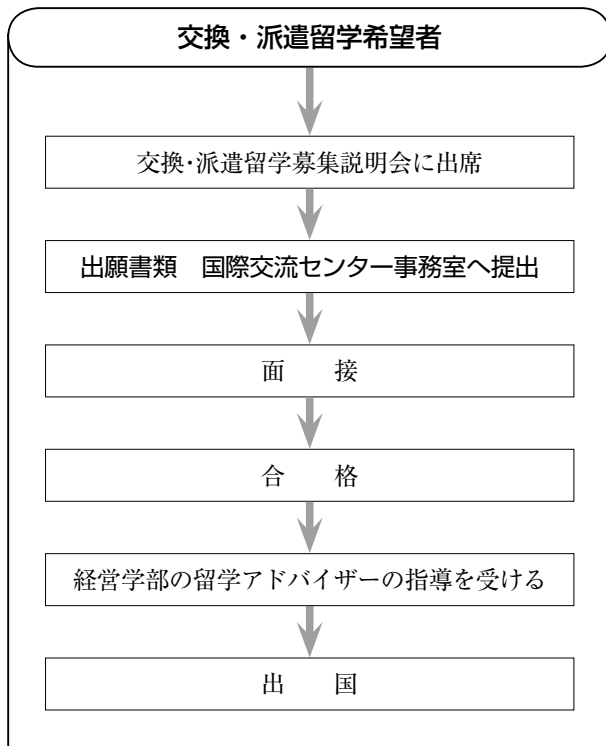 交換・派遣留学希望者
交換・派遣留学募集説明会に出席
出願書類　国際交流センター事務室へ提出
面　　接
合　　格
経営学部の留学アドバイザーの指導を受ける
出　　国